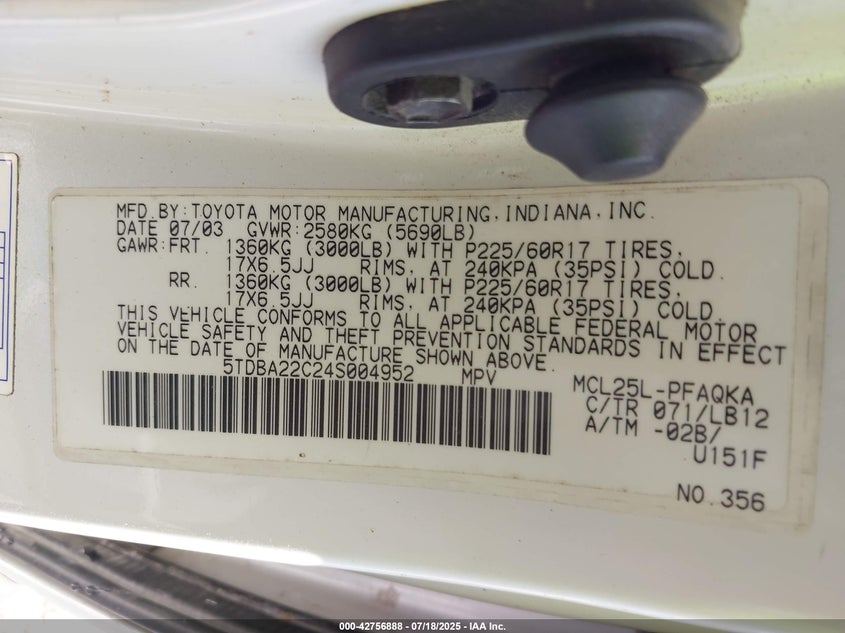 MFD.BY:TOYOTA MOTOR MANUFACTURING,INDIANA,INC.
DATE 07/03 GVWR:2580KG (5690LB)
GAWR:FRT. 1360KG (3000LB) WITH P225/60R17 TIRES,
17X6.5JJ RIMS, AT 240KPA (35PSI) COLD.
RR. 1360KG (3000LB) WITH P225/60R17 TIRES,
17X6.5JJ RIMS, AT 240KPA (35PSI) COLD.
THIS VEHICLE CONFORMS TO ALL APPLICABLE FEDERAL MOTOR
VEHICLE SAFETY AND THEFT PREVENTION STANDARDS IN EFFECT
ON THE DATE OF MANUFACTURE SHOWN ABOVE.
5TDBA22C24S004952 MPV
MCL25L-PFAQKA
C/TR 071/LB12
A/TM -02B/
U151F
NO.356
000-42756888 - 07/18/2025 - IAA Inc.